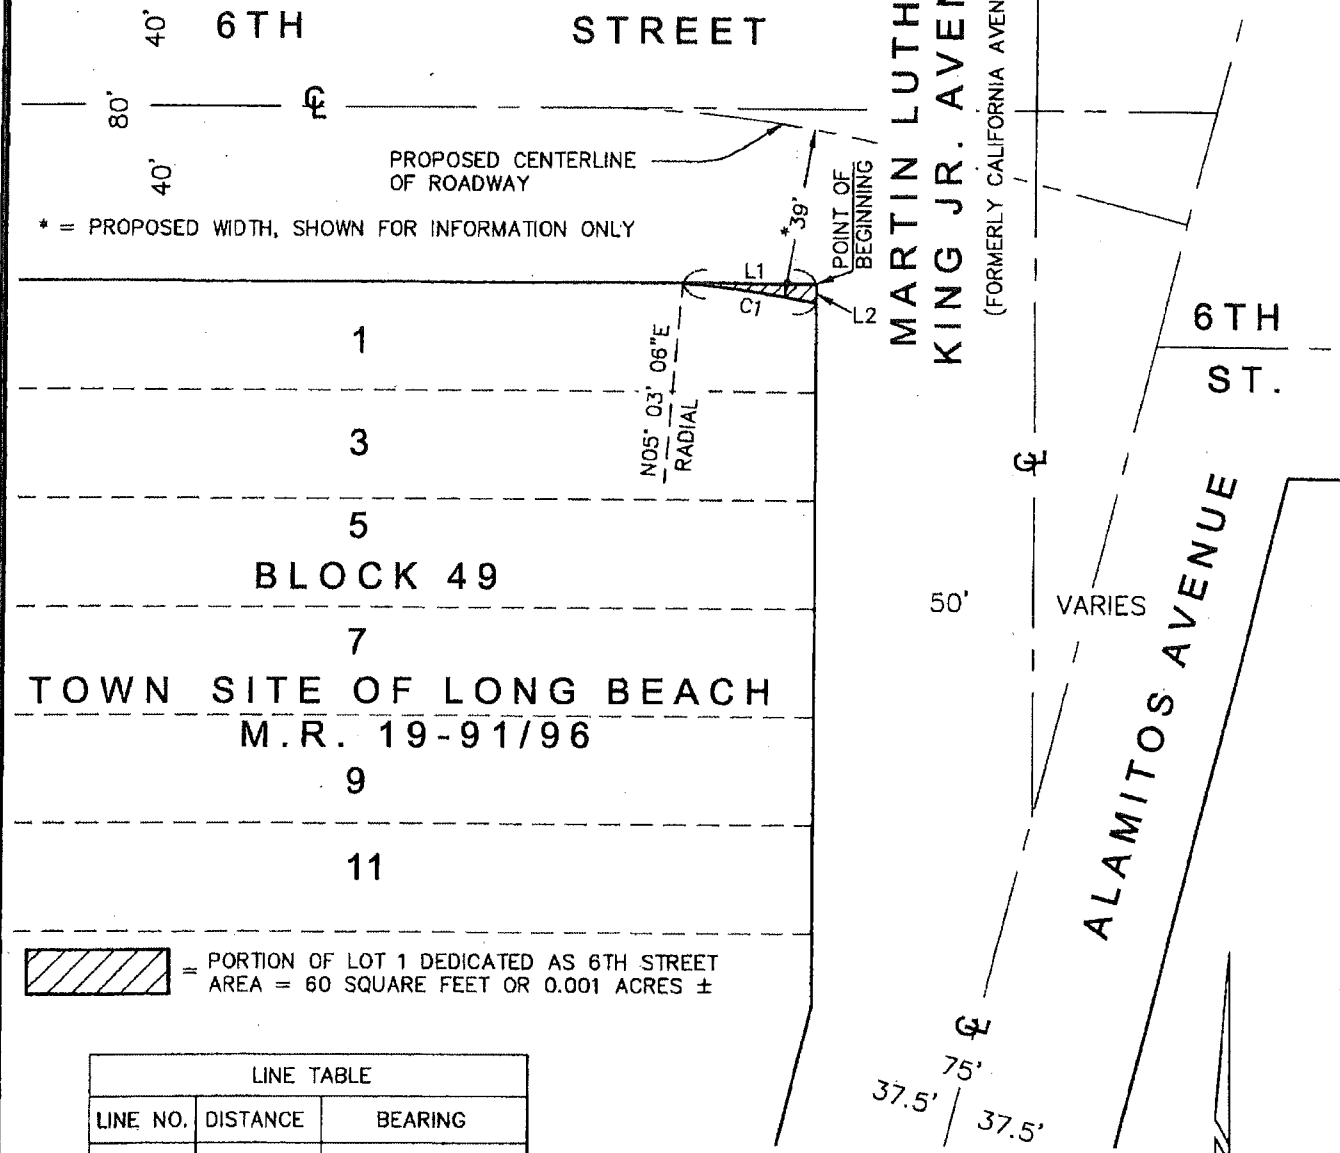 40' 6TH STREET
80' ℄
40'
PROPOSED CENTERLINE
OF ROADWAY
* = PROPOSED WIDTH, SHOWN FOR INFORMATION ONLY
*39'
POINT OF
BEGINNING
MARTIN LUTH
KING JR. AVEN
(FORMERLY CALIFORNIA AVEN
L1
C1
L2
N05° 03' 06"E
RADIAL
6TH
ST.
1
3
5
BLOCK 49
7
TOWN SITE OF LONG BEACH
M.R. 19-91/96
9
11
℄
50' VARIES
ALAMITOS AVENUE
= PORTION OF LOT 1 DEDICATED AS 6TH STREET
AREA = 60 SQUARE FEET OR 0.001 ACRES ±
℄
75'
37.5' 37.5'
LINE TABLE
LINE NO. DISTANCE BEARING